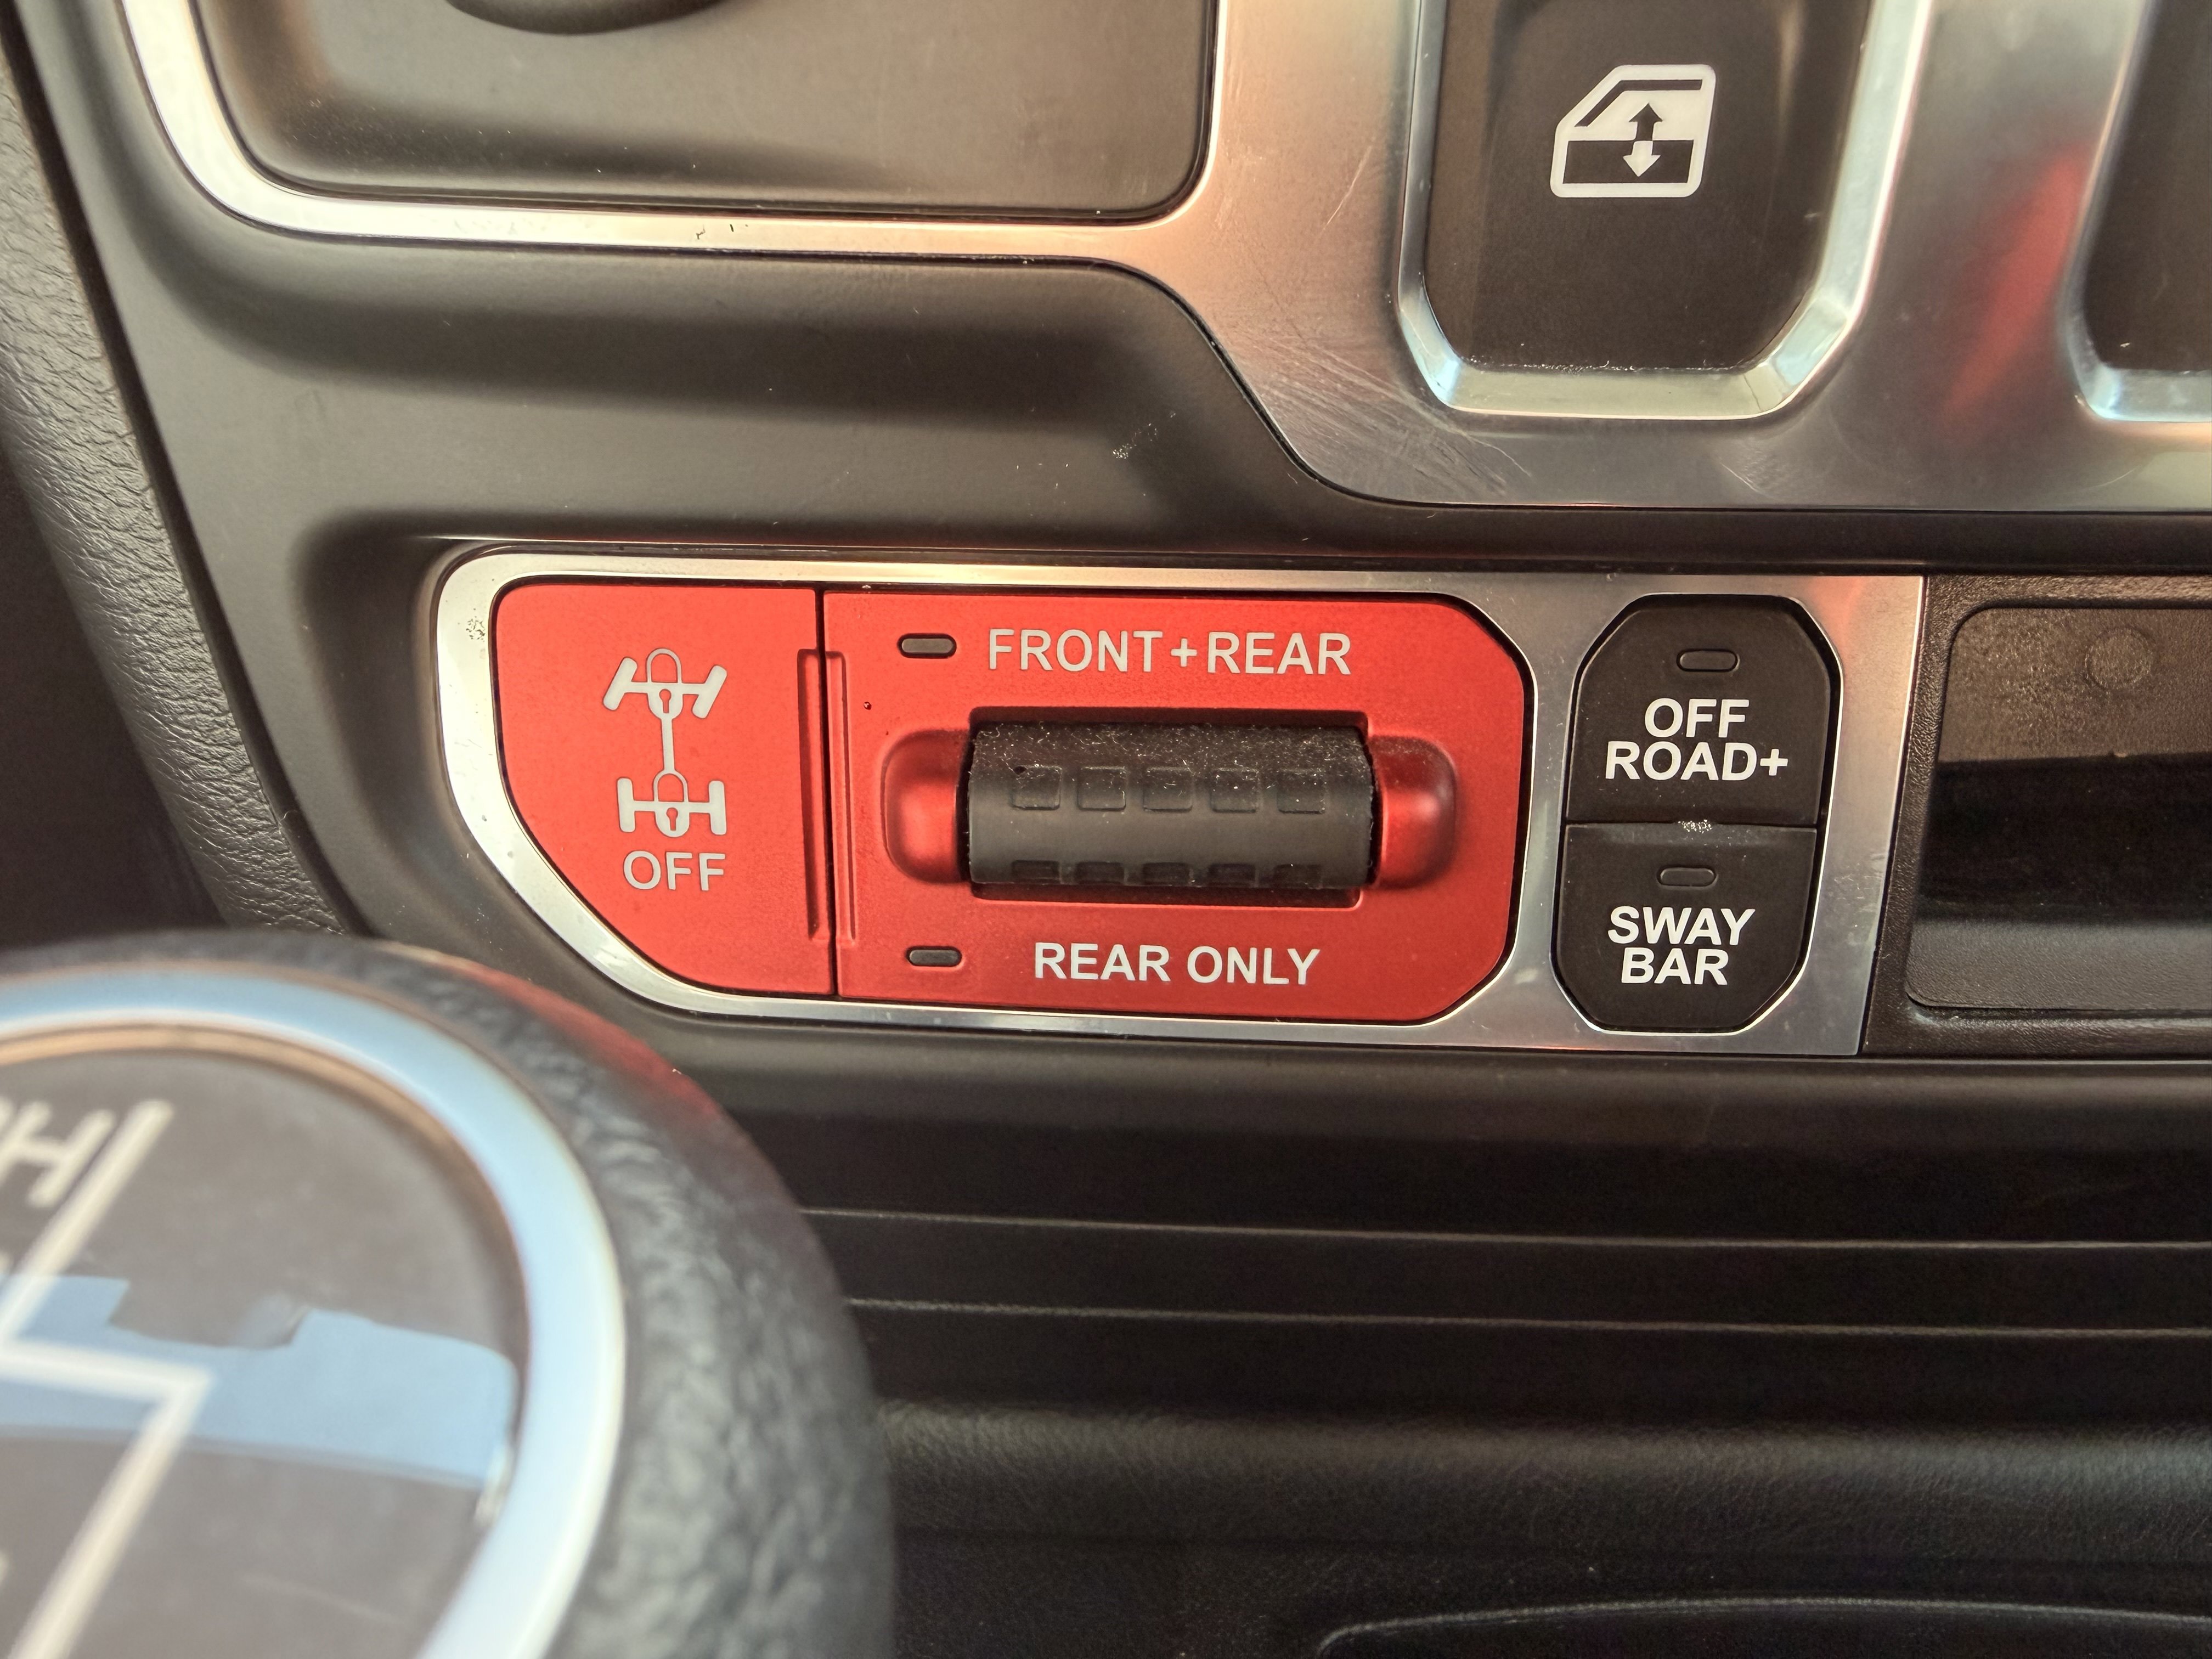 FRONT+REAR
OFF
REAR ONLY
OFF
ROAD+
SWAY
BAR